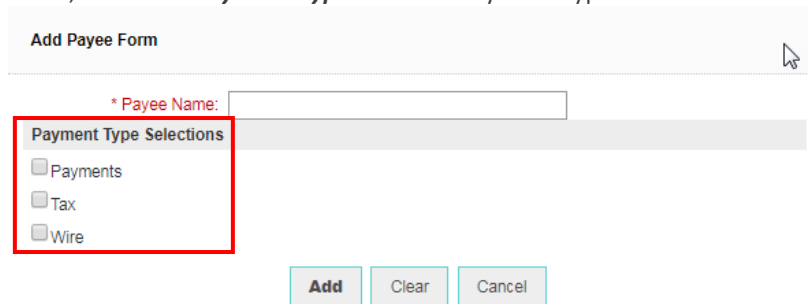 Add Payee Form
* Payee Name:
Payment Type Selections
Payments
Tax
Wire
Add Clear Cancel